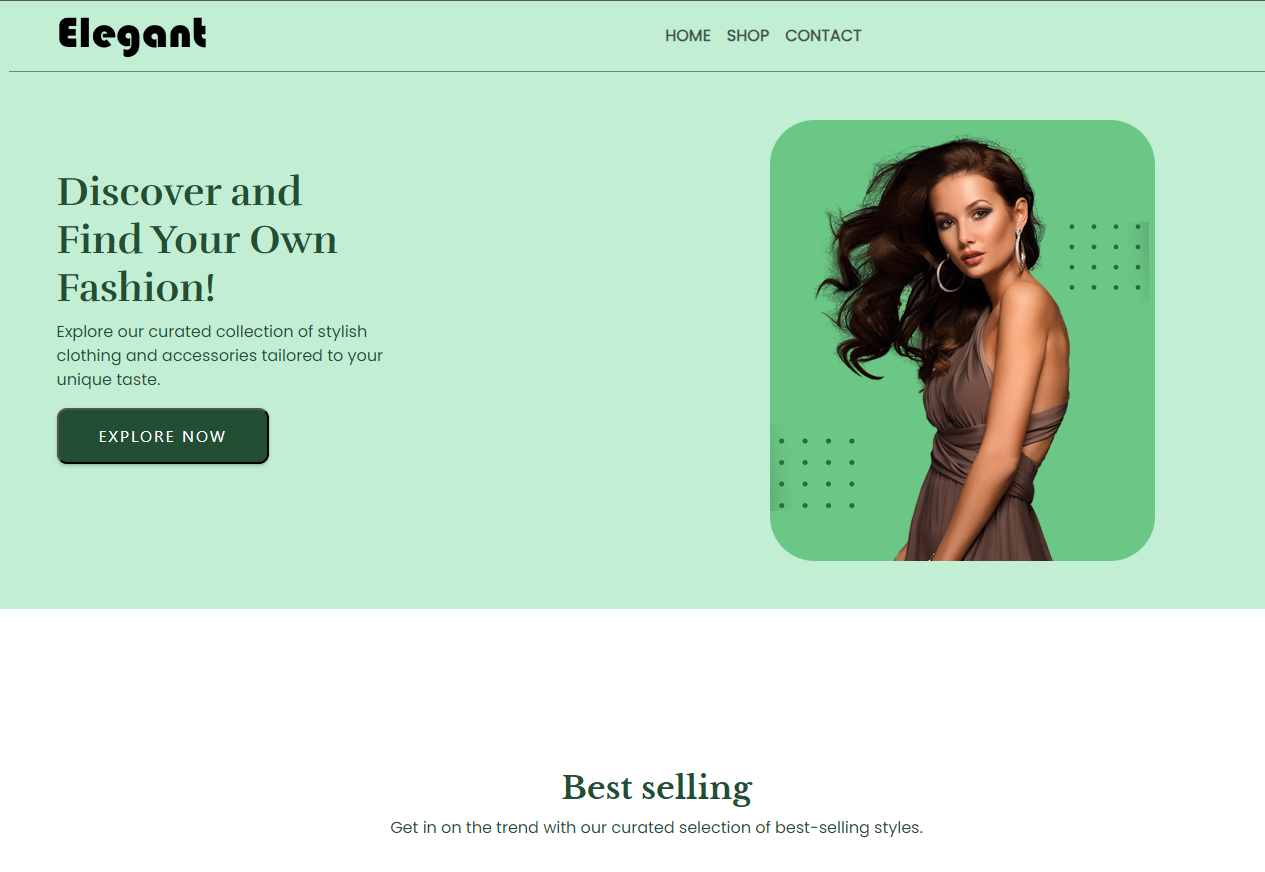 Elegant
HOME SHOP CONTACT
Discover and
Find Your Own
Fashion!
Explore our curated collection of stylish
clothing and accessories tailored to your
unique taste.
EXPLORE NOW
Best selling
Get in on the trend with our curated selection of best-selling styles.